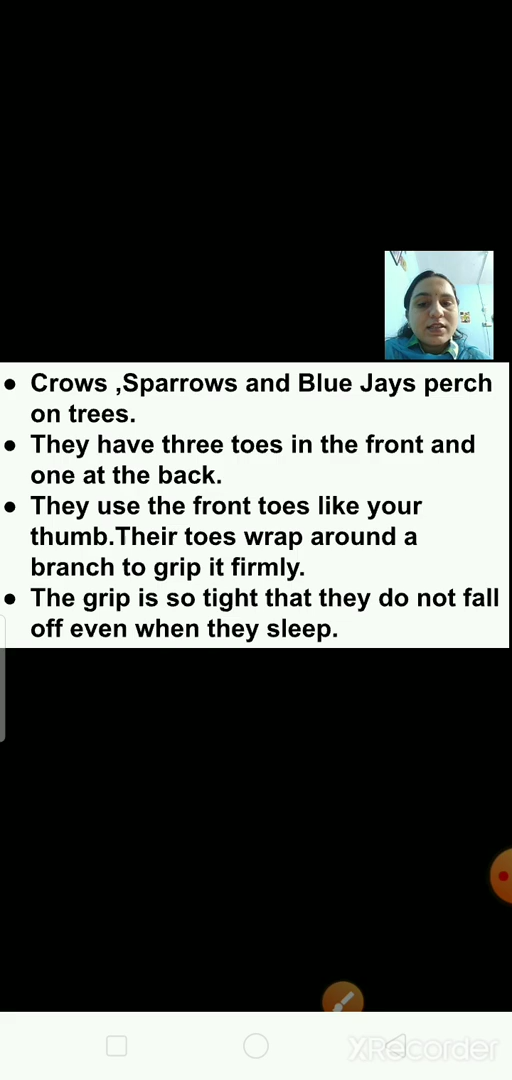 ● Crows ,Sparrows and Blue Jays perch
on trees.
● They have three toes in the front and
one at the back.
● They use the front toes like your
thumb.Their toes wrap around a
branch to grip it firmly.
● The grip is so tight that they do not fall
off even when they sleep.
XRecorder